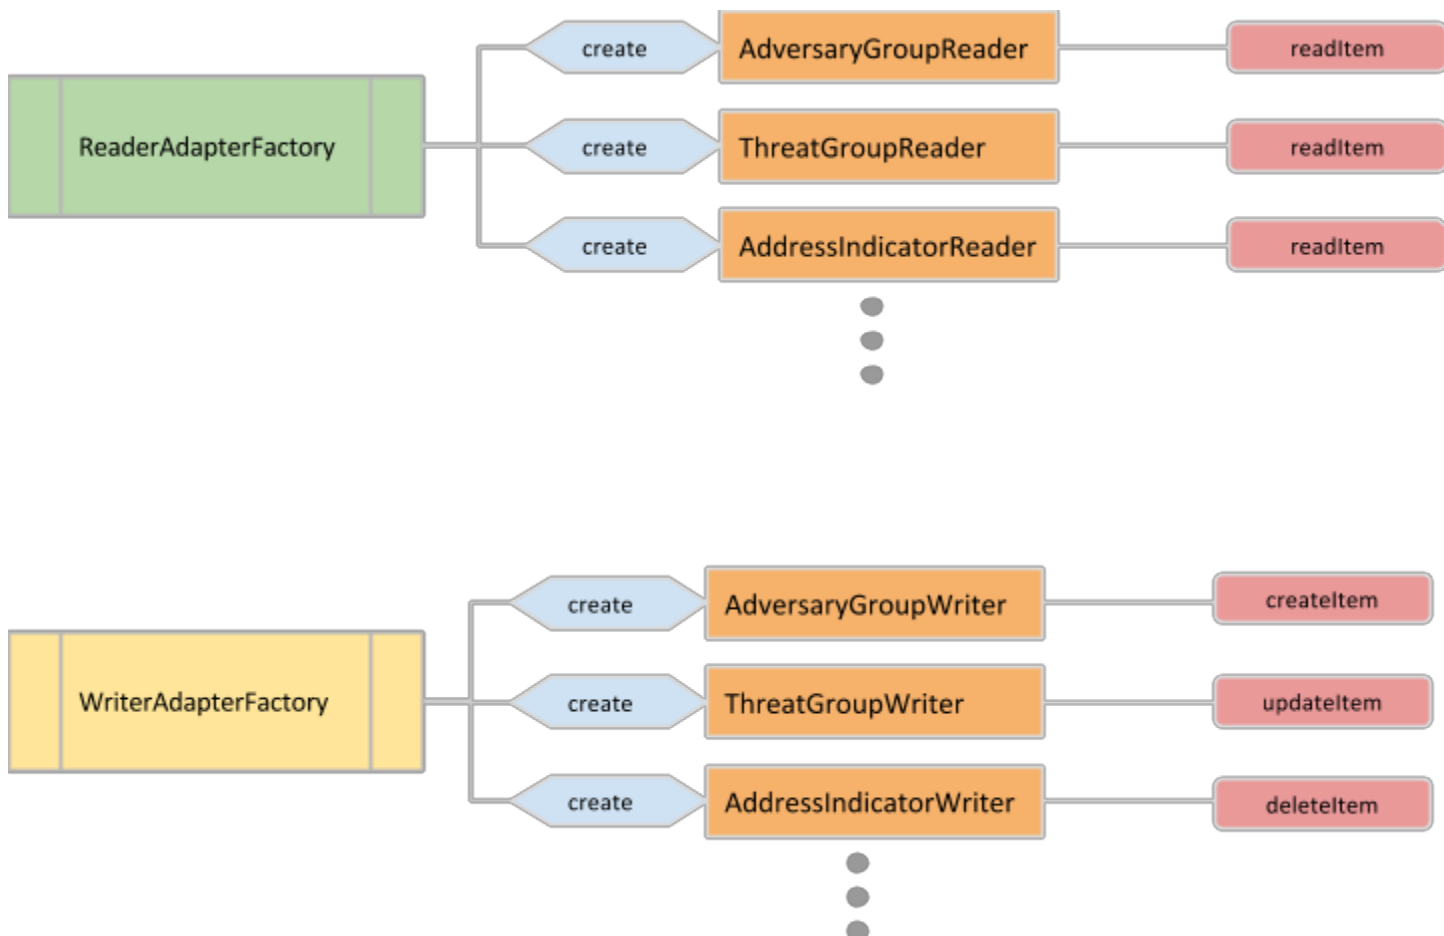 create
AdversaryGroupReader
readItem
ReaderAdapterFactory
create
ThreatGroupReader
readItem
create
AddressIndicatorReader
readItem
create
AdversaryGroupWriter
createItem
WriterAdapterFactory
create
ThreatGroupWriter
updateItem
create
AddressIndicatorWriter
deleteItem